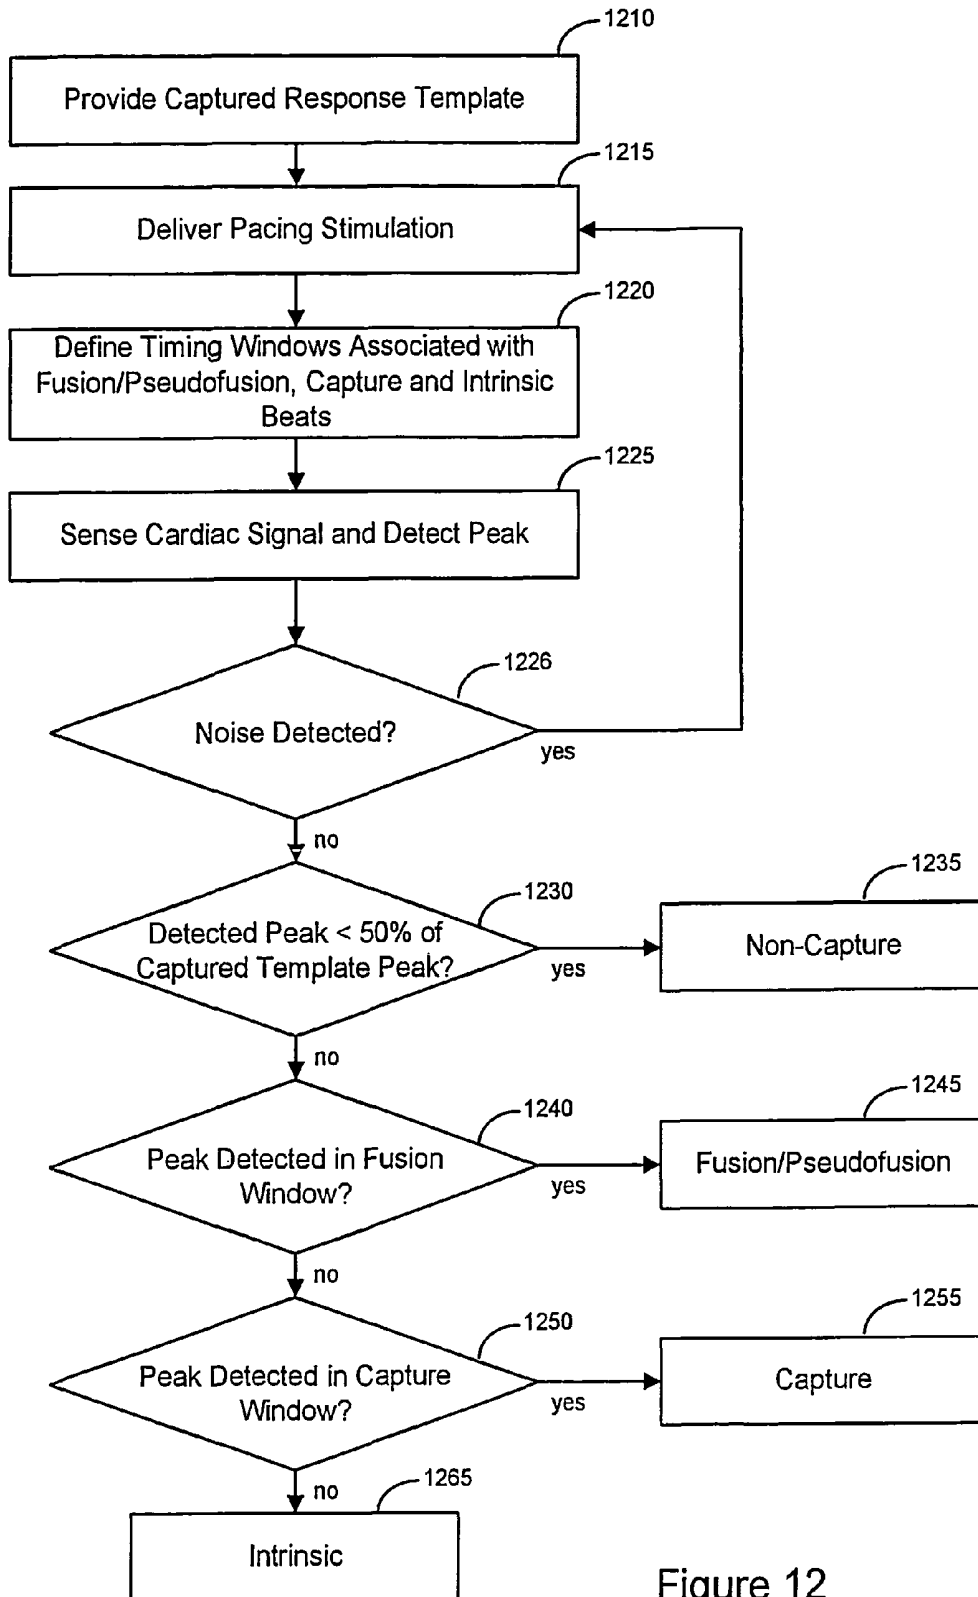 1210
Provide Captured Response Template
1215
Deliver Pacing Stimulation
1220
Define Timing Windows Associated with
Fusion/Pseudofusion, Capture and Intrinsic
Beats
1225
Sense Cardiac Signal and Detect Peak
1226
Noise Detected?
yes
no
1230
Detected Peak < 50% of
Captured Template Peak?
yes
1235
Non-Capture
no
1240
Peak Detected in Fusion
Window?
yes
1245
Fusion/Pseudofusion
no
1250
Peak Detected in Capture
Window?
yes
1255
Capture
no
1265
Intrinsic
Figure 12